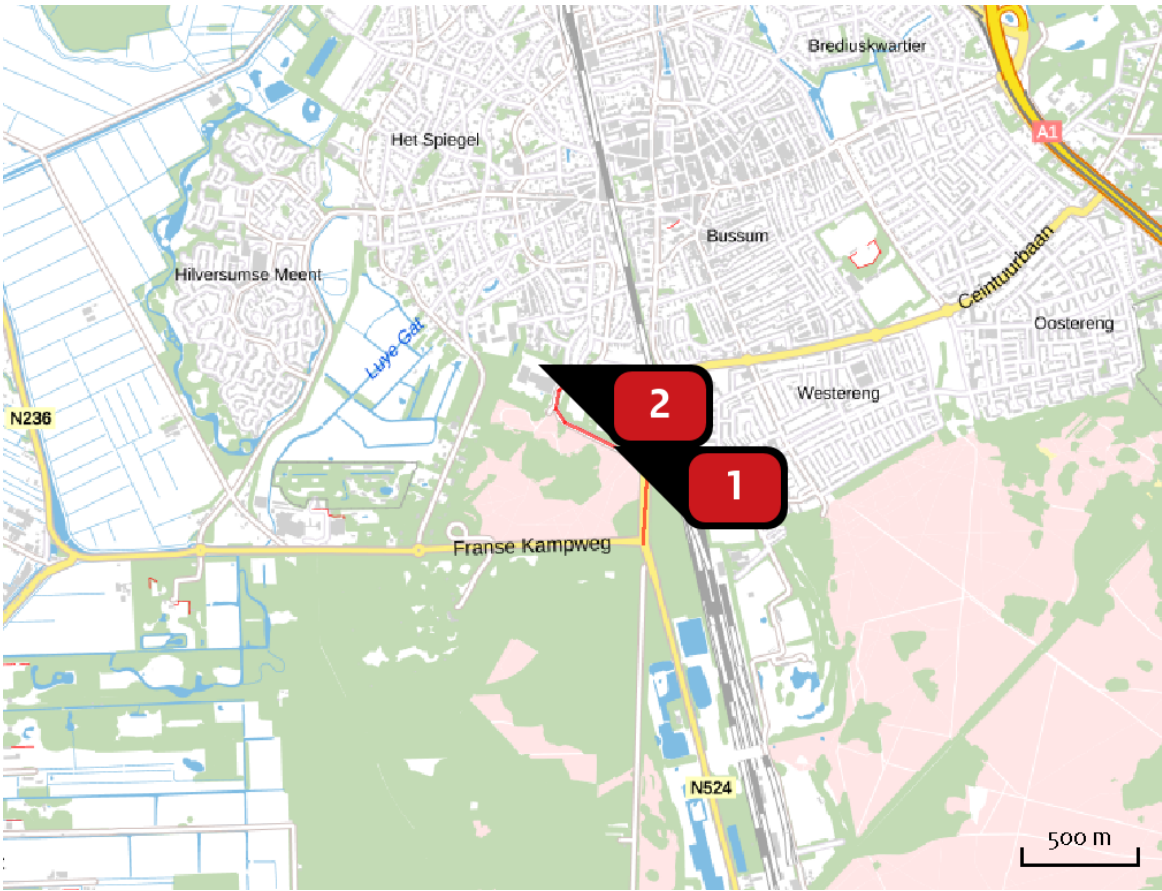 Brediuskwartier
Het Spiegel
A1
Bussum
Hilversumse Meent
Ceintuurbaan
Oostereng
Luye Gat
Westereng
2
N236
1
Franse Kampweg
N524
500 m